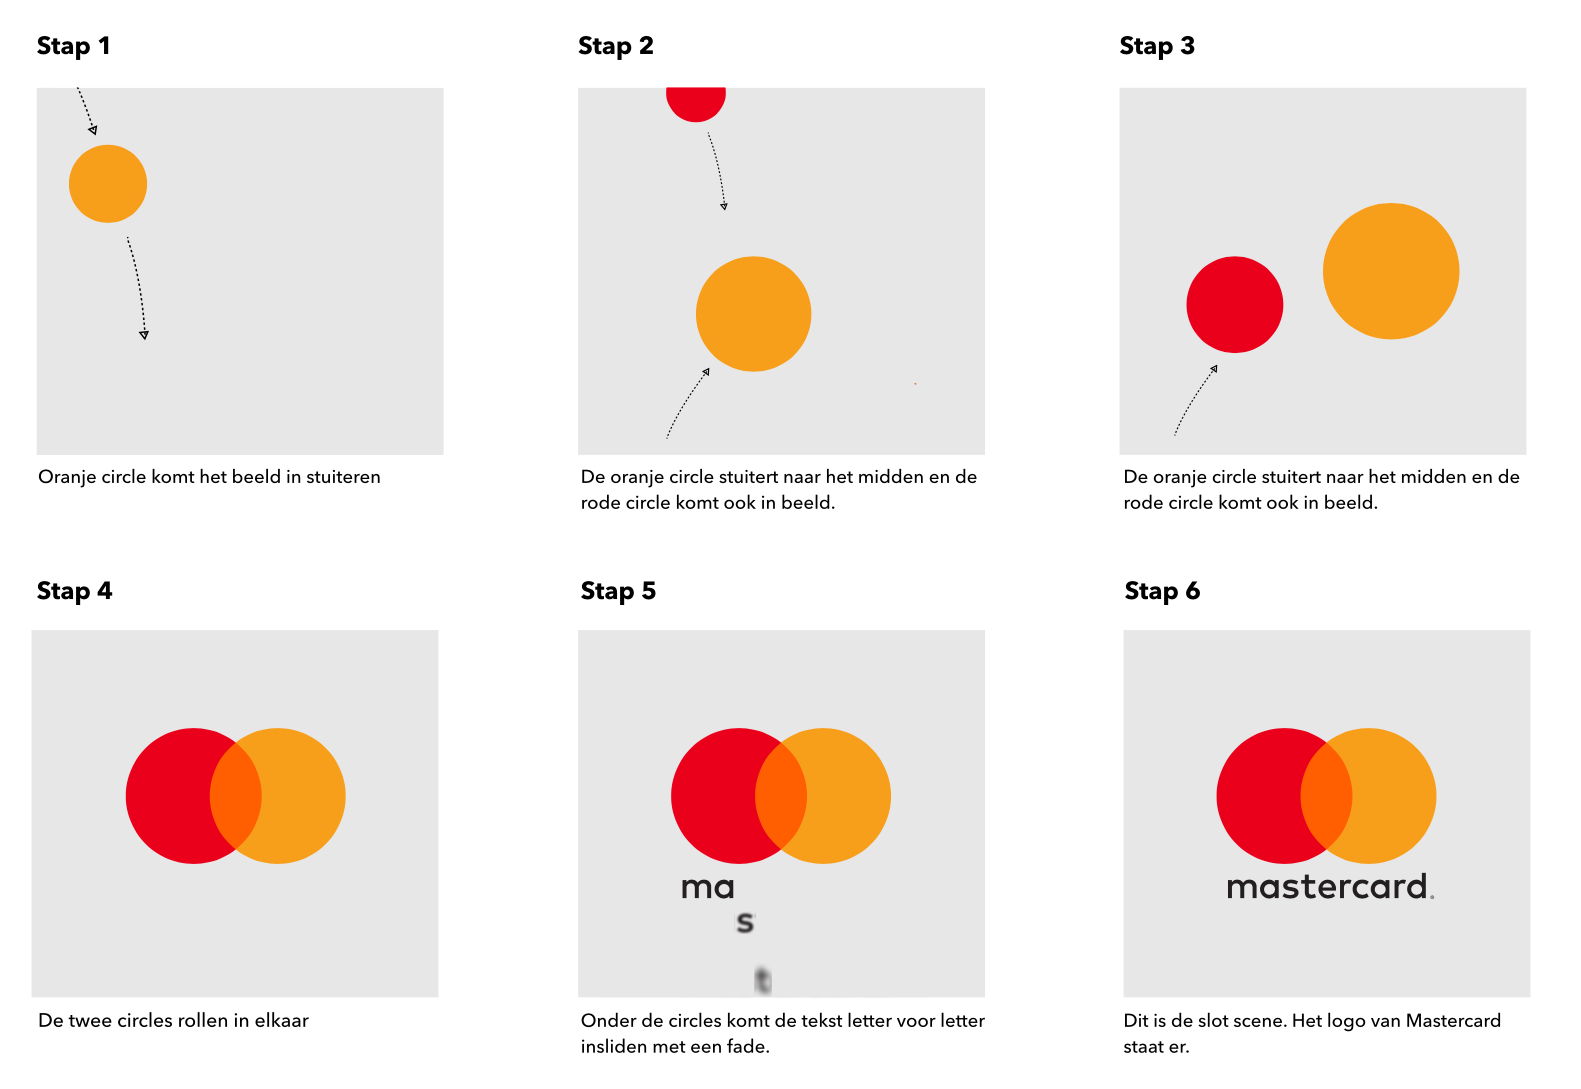 Stap 1
Stap 2
Stap 3
Oranje circle komt het beeld in stuiteren
De oranje circle stuitert naar het midden en de
rode circle komt ook in beeld.
De oranje circle stuitert naar het midden en de
rode circle komt ook in beeld.
Stap 4
Stap 5
Stap 6
ma
s
t
mastercard.
De twee circles rollen in elkaar
Onder de circles komt de tekst letter voor letter
insliden met een fade.
Dit is de slot scene. Het logo van Mastercard
staat er.